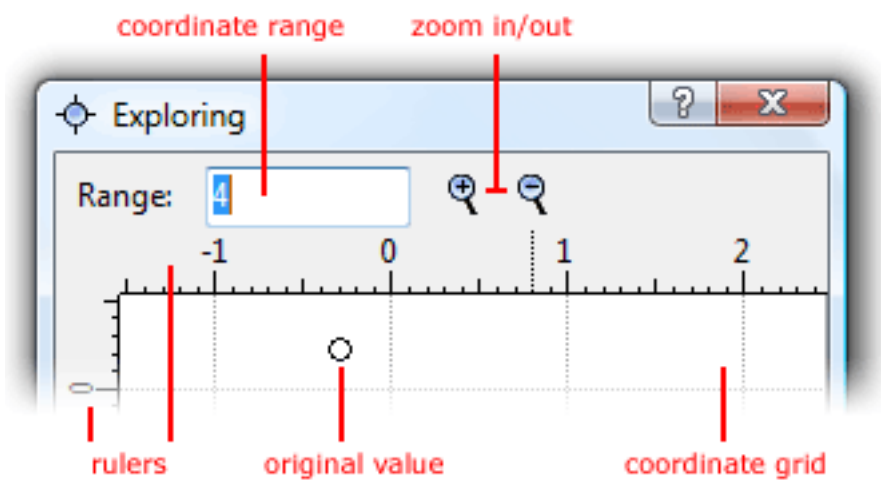 coordinate range zoom in/out
Exploring ?
Range: 4
-1 0 1 2
0
rulers original value coordinate grid